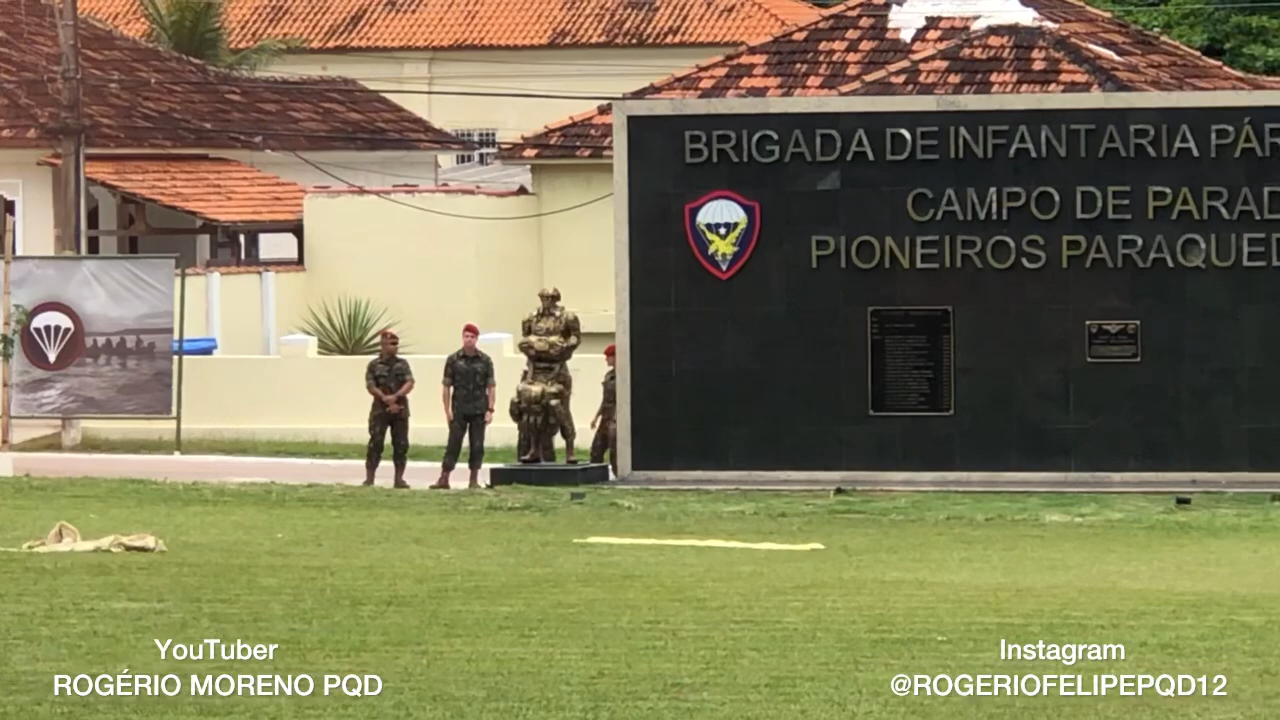 BRIGADA DE INFANTARIA PÁR
CAMPO DE PARAD
PIONEIROS PARAQUED
YouTuber
ROGÉRIO MORENO PQD
Instagram
@ROGERIOFELIPEPQD12